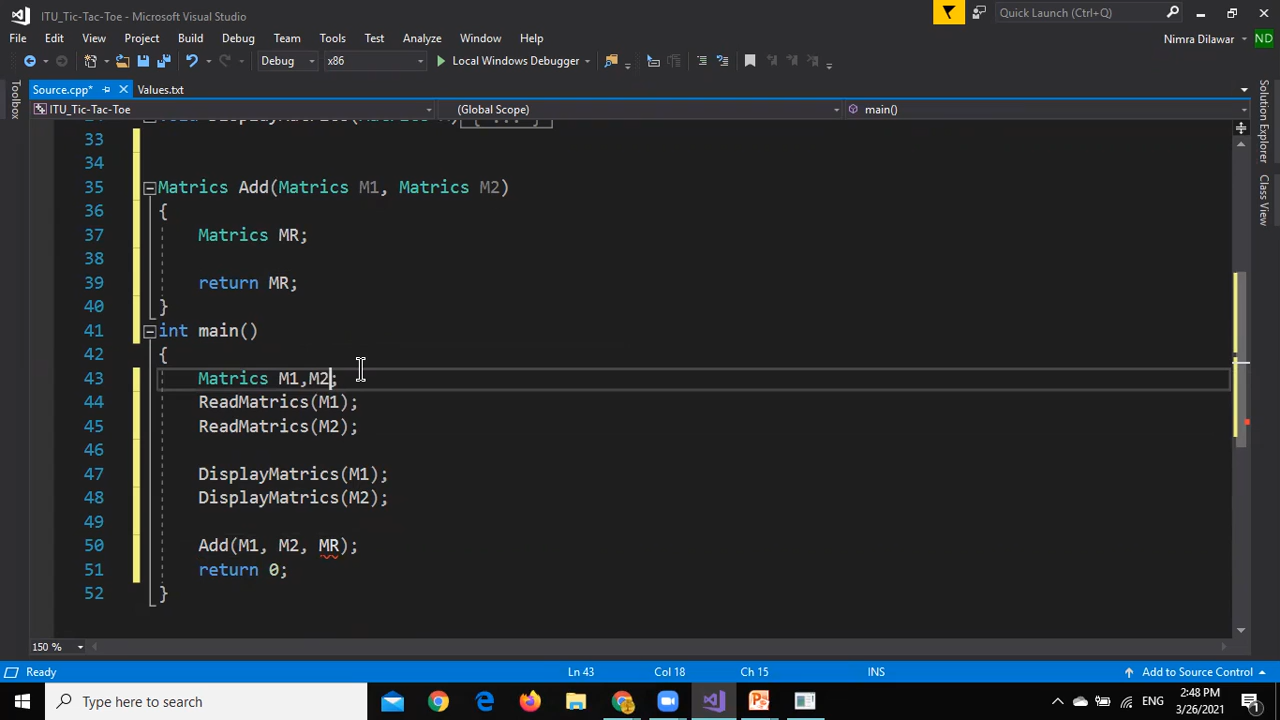 ITU_Tic-Tac-Toe - Microsoft Visual Studio
Quick Launch (Ctrl+Q)
File Edit View Project Build Debug Team Tools Test Analyze Window Help
Nimra Dilawar ND
Debug x86 Local Windows Debugger
Toolbox
Source.cpp* Values.txt
ITU_Tic-Tac-Toe (Global Scope) main()
Solution Explorer
Class View
33
34
35 Matrics Add(Matrics M1, Matrics M2)
36 {
37 Matrics MR;
38
39 return MR;
40 }
41 int main()
42 {
43 Matrics M1,M2;
44 ReadMatrics(M1);
45 ReadMatrics(M2);
46
47 DisplayMatrics(M1);
48 DisplayMatrics(M2);
49
50 Add(M1, M2, MR);
51 return 0;
52 }
150 %
Ready Ln 43 Col 18 Ch 15 INS Add to Source Control
Type here to search ENG 2:48 PM
3/26/2021